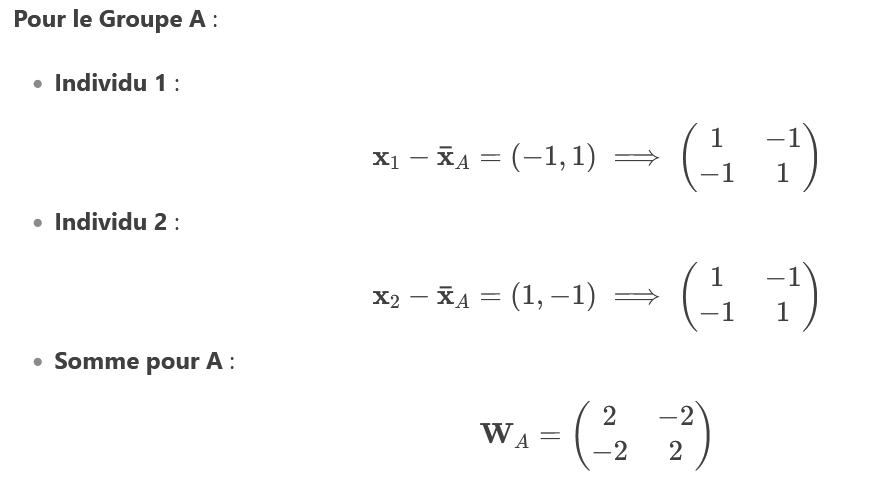 Pour le Groupe A :
• Individu 1 :
$\mathbf{x}_1 - \bar{\mathbf{x}}_A = (-1, 1) \implies \begin{pmatrix} 1 & -1 \\ -1 & 1 \end{pmatrix}$
• Individu 2 :
$\mathbf{x}_2 - \bar{\mathbf{x}}_A = (1, -1) \implies \begin{pmatrix} 1 & -1 \\ -1 & 1 \end{pmatrix}$
• Somme pour A :
$\mathbf{W}_A = \begin{pmatrix} 2 & -2 \\ -2 & 2 \end{pmatrix}$